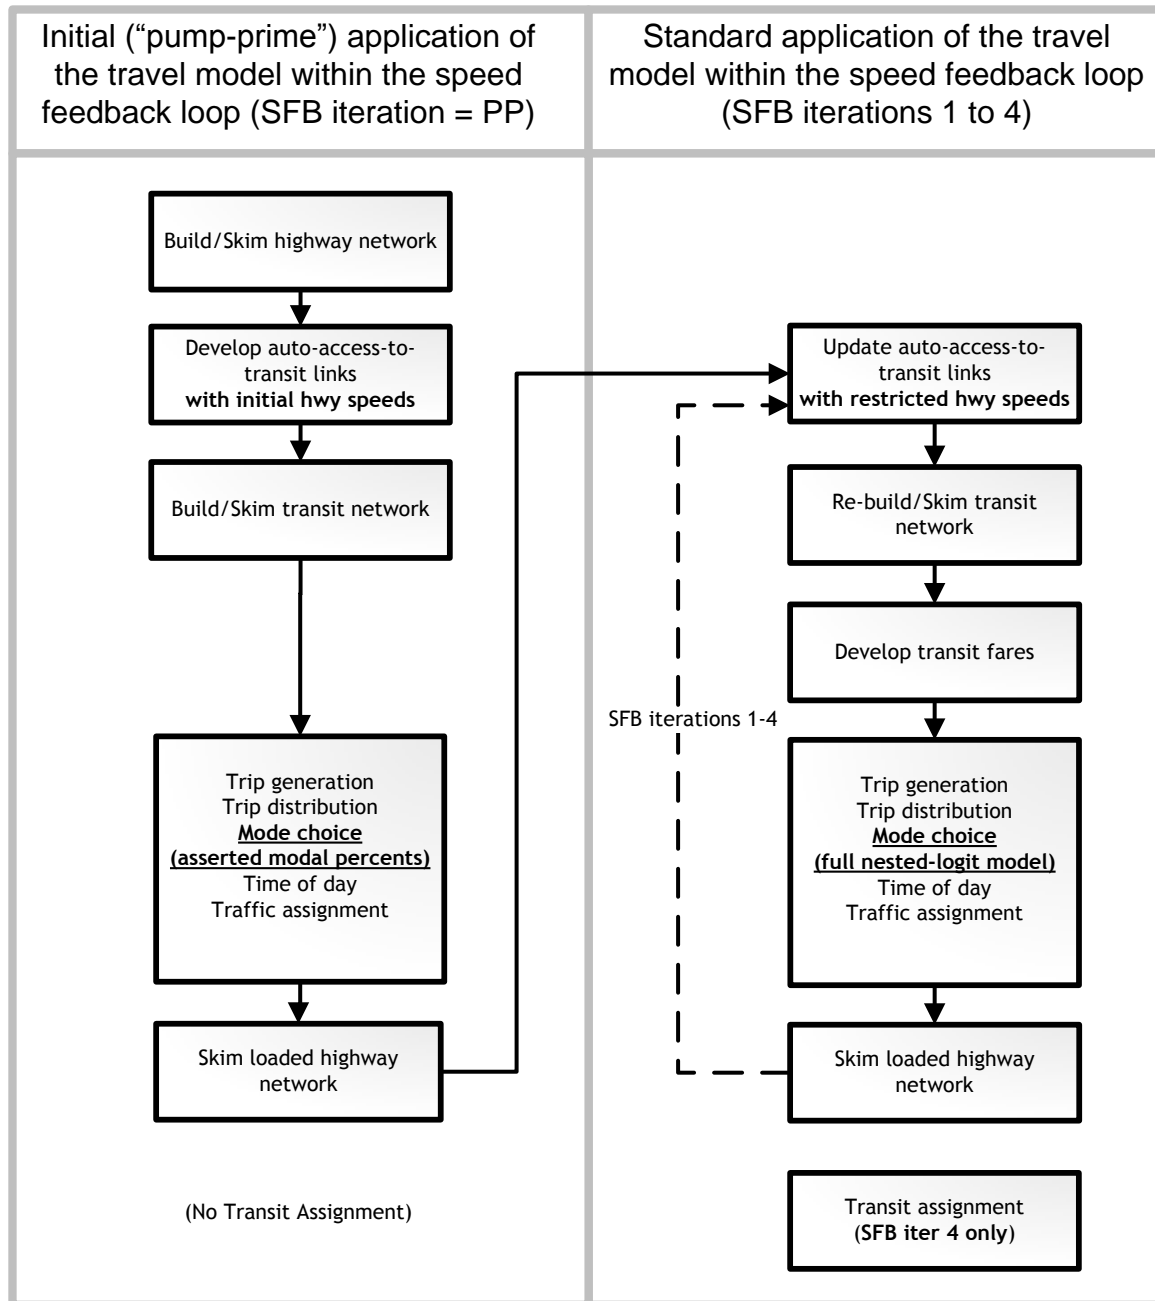 Initial (“pump-prime”) application of
the travel model within the speed
feedback loop (SFB iteration = PP)
Standard application of the travel
model within the speed feedback loop
(SFB iterations 1 to 4)
Build/Skim highway network
Develop auto-access-to-
transit links
with initial hwy speeds
Build/Skim transit network
Trip generation
Trip distribution
Mode choice
(asserted modal percents)
Time of day
Traffic assignment
Skim loaded highway
network
(No Transit Assignment)
Update auto-access-to-
transit links
with restricted hwy speeds
Re-build/Skim transit
network
Develop transit fares
SFB iterations 1-4
Trip generation
Trip distribution
Mode choice
(full nested-logit model)
Time of day
Traffic assignment
Skim loaded highway
network
Transit assignment
(SFB iter 4 only)